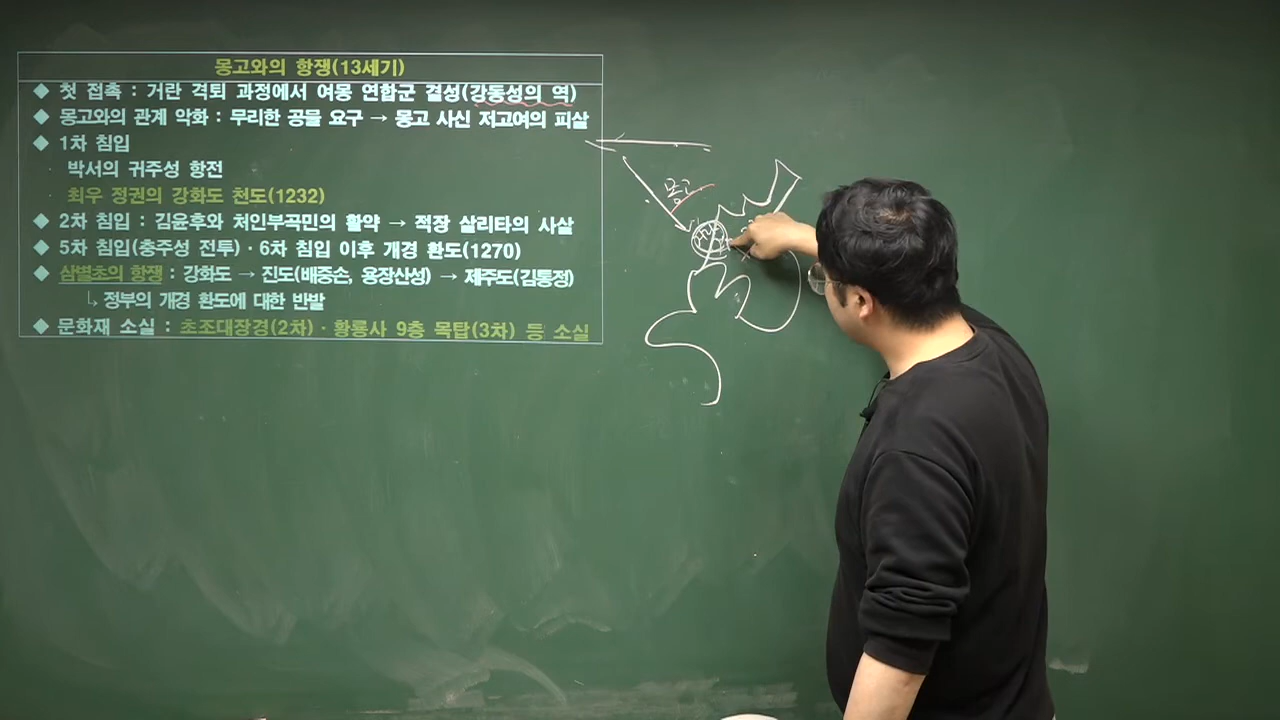 몽고와의 항쟁(13세기)
◆ 첫 접촉 : 거란 격퇴 과정에서 여몽 연합군 결성(강동성의 역)
◆ 몽고와의 관계 악화 : 무리한 공물 요구 → 몽고 사신 저고여의 피살
◆ 1차 침입
박서의 귀주성 항전
최우 정권의 강화도 천도(1232)
◆ 2차 침입 : 김윤후와 처인부곡민의 활약 → 적장 살리타의 사살
◆ 5차 침입(충주성 전투)·6차 침입 이후 개경 환도(1270)
◆ 삼별초의 항쟁 : 강화도 → 진도(배중손, 용장산성) → 제주도(김통정)
↳ 정부의 개경 환도에 대한 반발
◆ 문화재 소실 : 초조대장경(2차)·황룡사 9층 목탑(3차) 등 소실
몽고